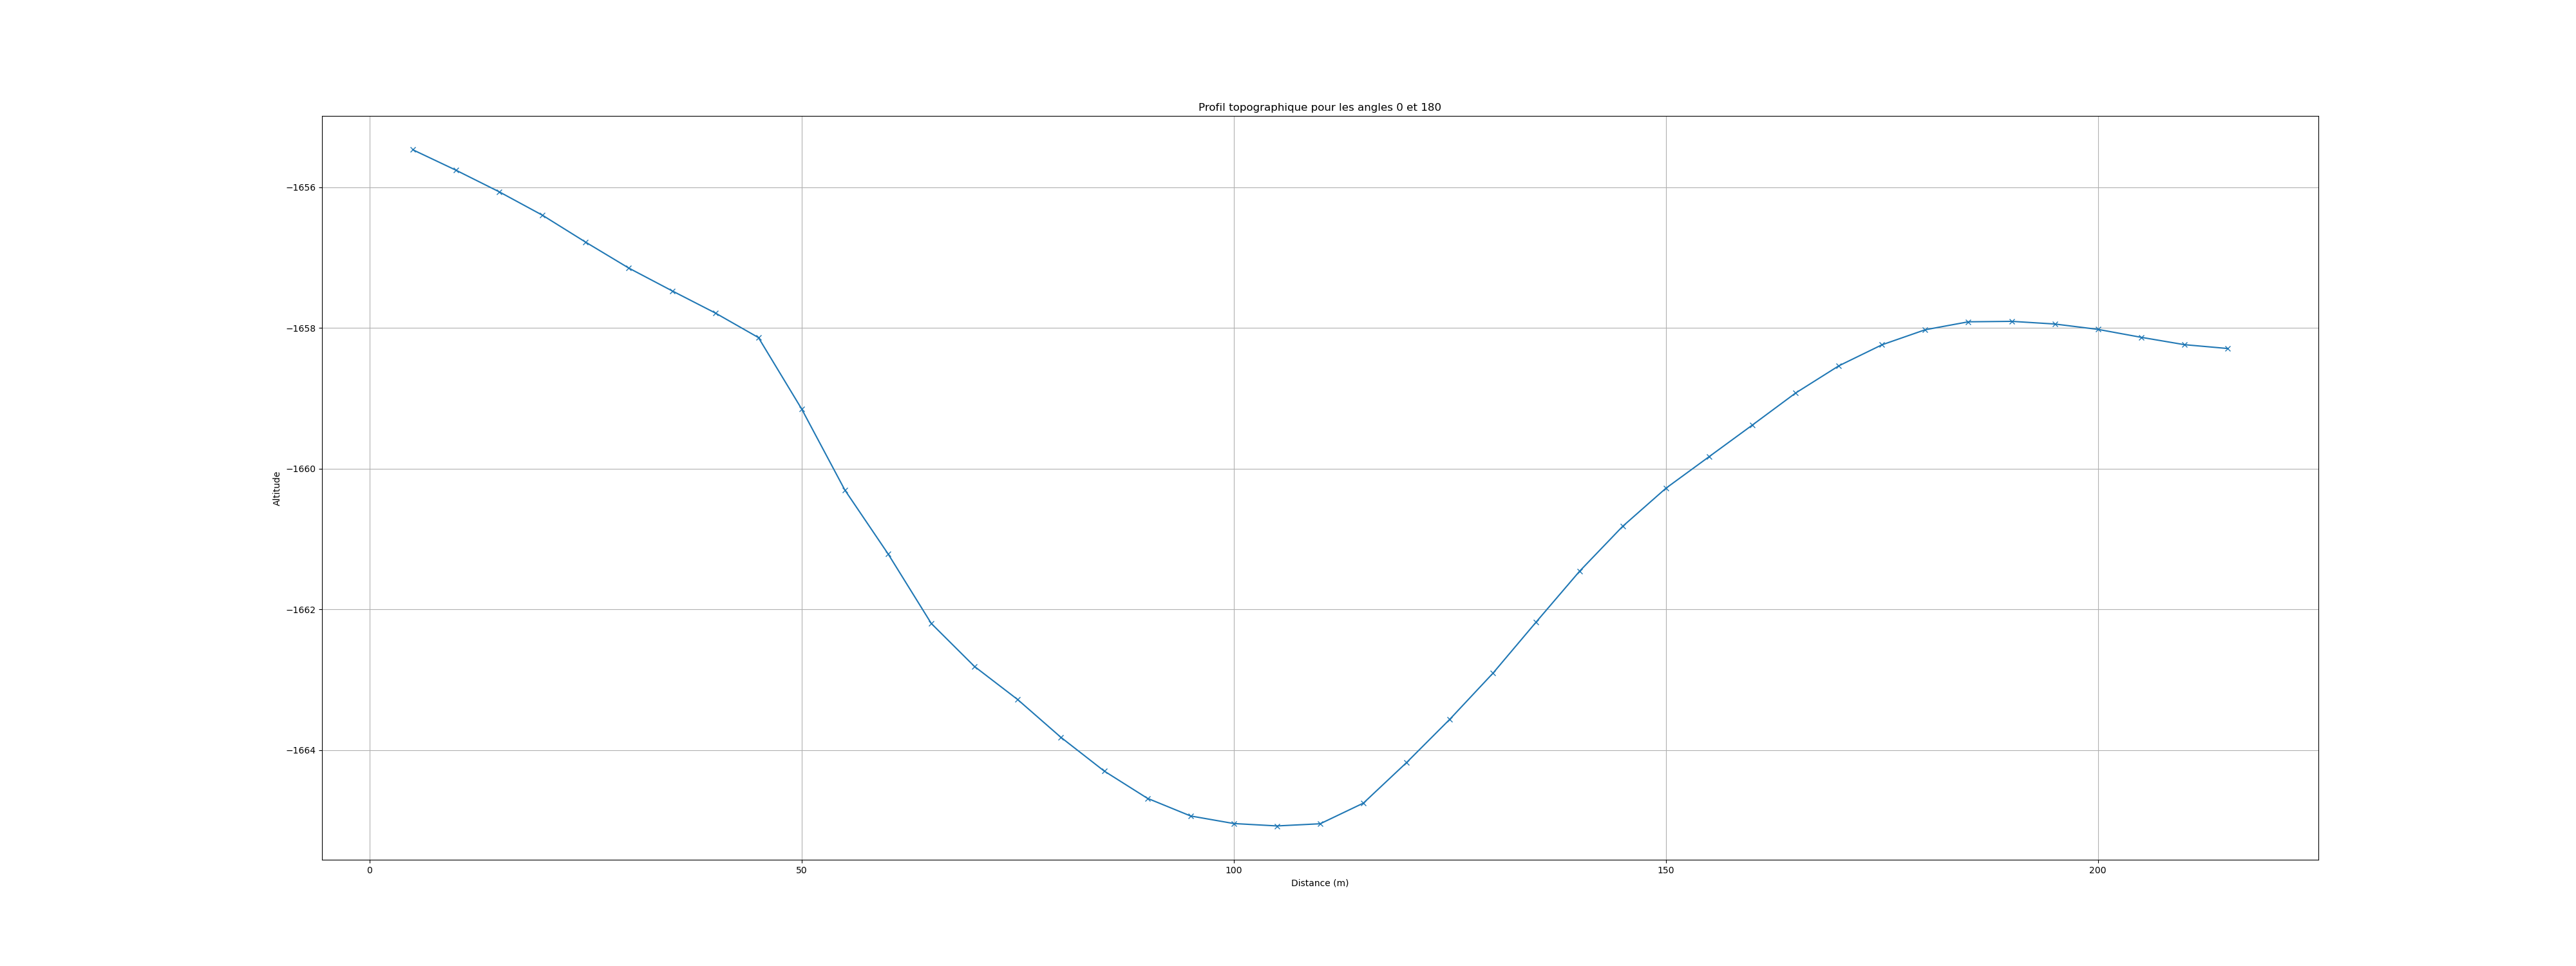 Profil topographique pour les angles 0 et 180
Altitude
−1656
−1658
−1660
−1662
−1664
0 50 100 150 200
Distance (m)